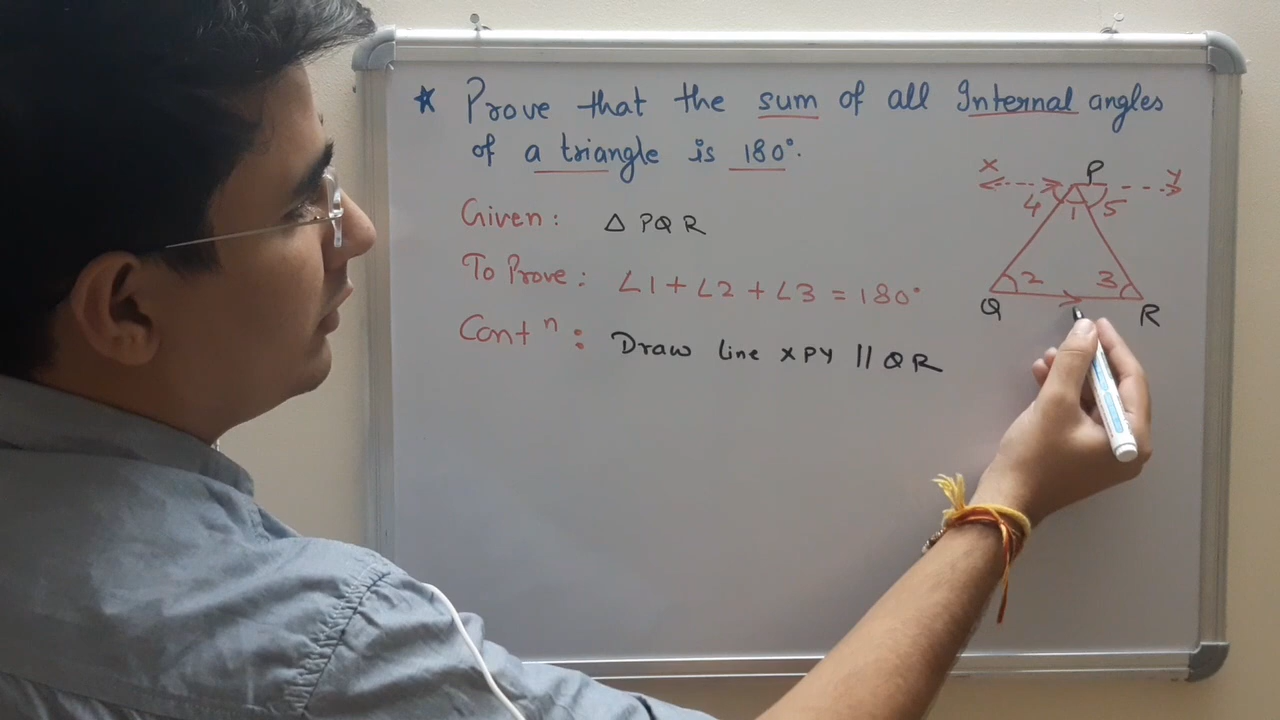 * Prove that the sum of all Internal angles
of a triangle is 180°.
Given: △ PQR
To Prove: ∠1 + ∠2 + ∠3 = 180°
Contⁿ: Draw line XPY || QR
X P Y
4 1 5
2 3
Q R